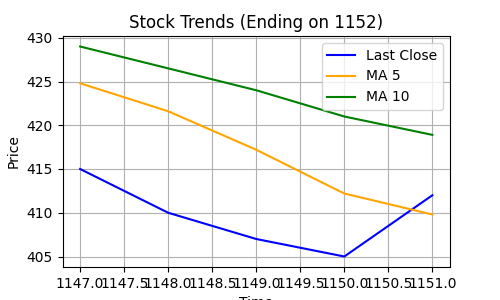 Stock Trends (Ending on 1152)
Price
430
425
420
415
410
405
Last Close
MA 5
MA 10
1147.0 1147.5 1148.0 1148.5 1149.0 1149.5 1150.0 1150.5 1151.0
Time